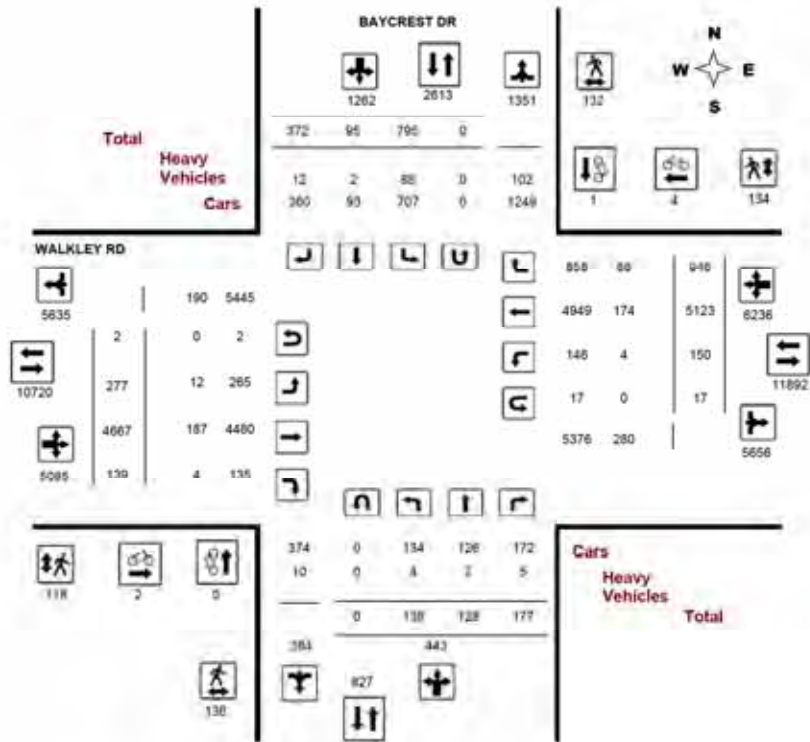 BAYCREST DR
N
W E
S
1262 2613 1351 132
Total 372 95 795 0
Heavy
Vehicles 12 2 88 0 102
Cars 360 93 707 0 1249
1 4 134
WALKLEY RD
858 88 946
5635 190 5445
4949 174 5123 6236
2 0 2
10720 277 12 265
146 4 150 11892
17 0 17
4667 187 4480
5376 280 5656
5085 139 4 135
374 0 134 126 172 Cars
10 0 4 2 5 Heavy
Vehicles
118 2 0
0 138 128 177 Total
384 443
827